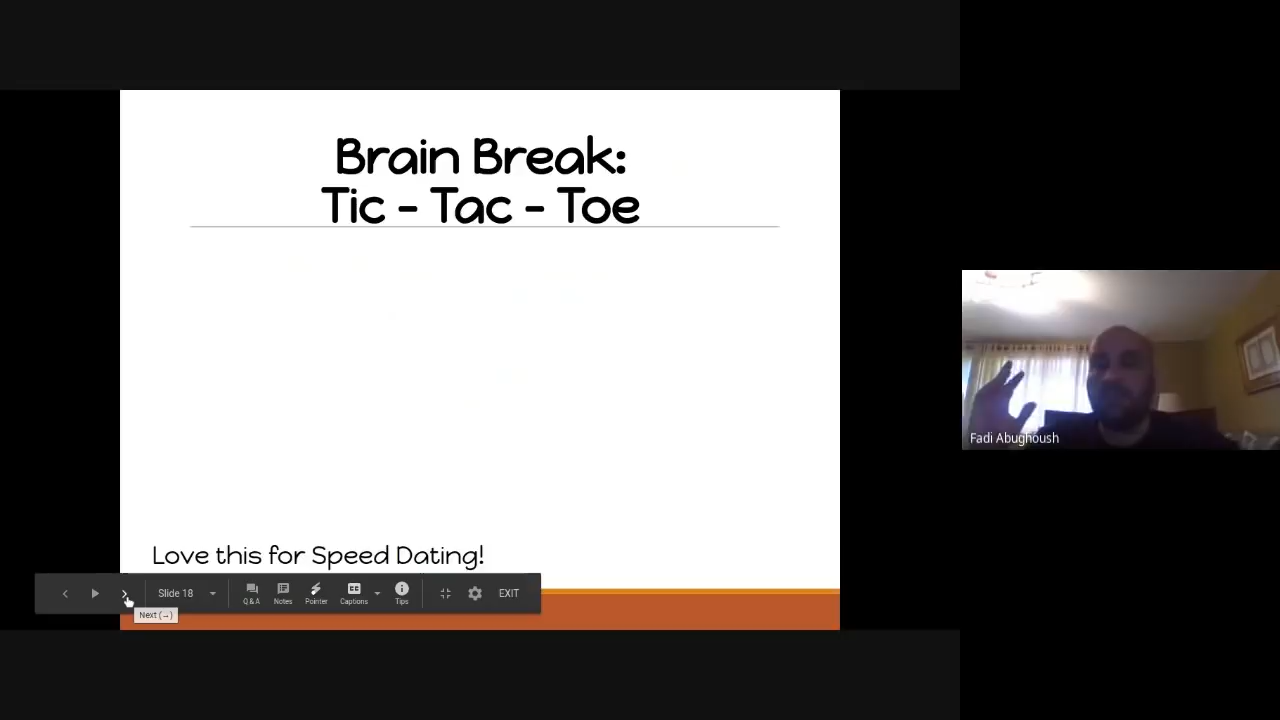 Brain Break:
Tic - Tac - Toe
Love this for Speed Dating!
Slide 18
Q & A
Notes
Pointer
Captions
Tips
EXIT
Next (→)
Fadi Abughoush